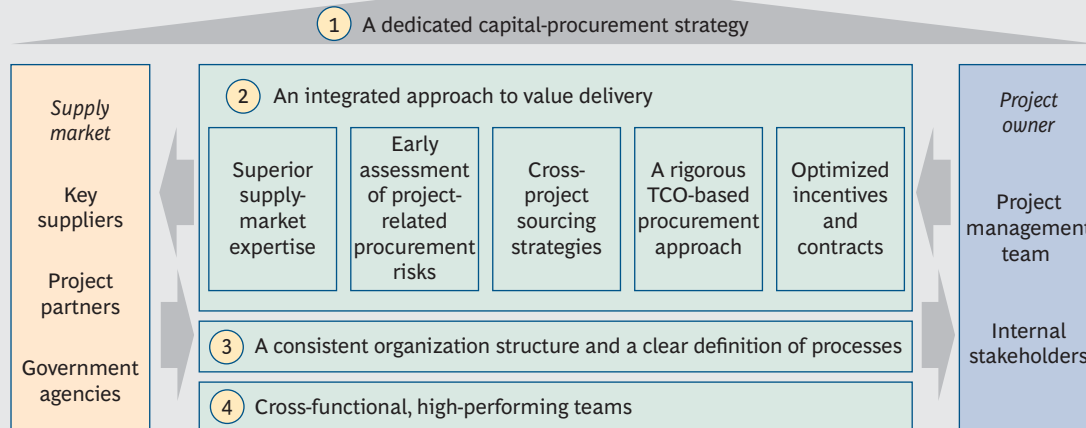 1 A dedicated capital-procurement strategy
Supply
market
Key
suppliers
Project
partners
Government
agencies
2 An integrated approach to value delivery
Superior
supply-
market
expertise
Early
assessment
of project-
related
procurement
risks
Cross-
project
sourcing
strategies
A rigorous
TCO-based
procurement
approach
Optimized
incentives
and
contracts
3 A consistent organization structure and a clear definition of processes
4 Cross-functional, high-performing teams
Project
owner
Project
management
team
Internal
stakeholders